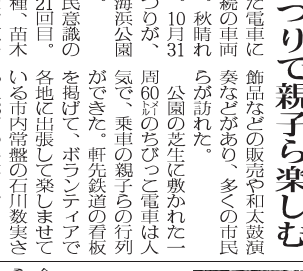 つりで親子ら楽しむ
た電車に
続の車両
。秋晴れ
。10月31
つりが、
海浜公園
。
民意識の
21回目。
種、苗木
飾品などの販売や和太鼓演
奏などがあり、多くの市民
らが訪れた。
公園の芝生に敷かれた一
周60㍍のちびっこ電車は人
気で、乗車の親子らの行列
ができた。軒先鉄道の看板
を掲げて、ボランティアで
各地に出張して楽しませて
いる市内常盤の石川数実さ